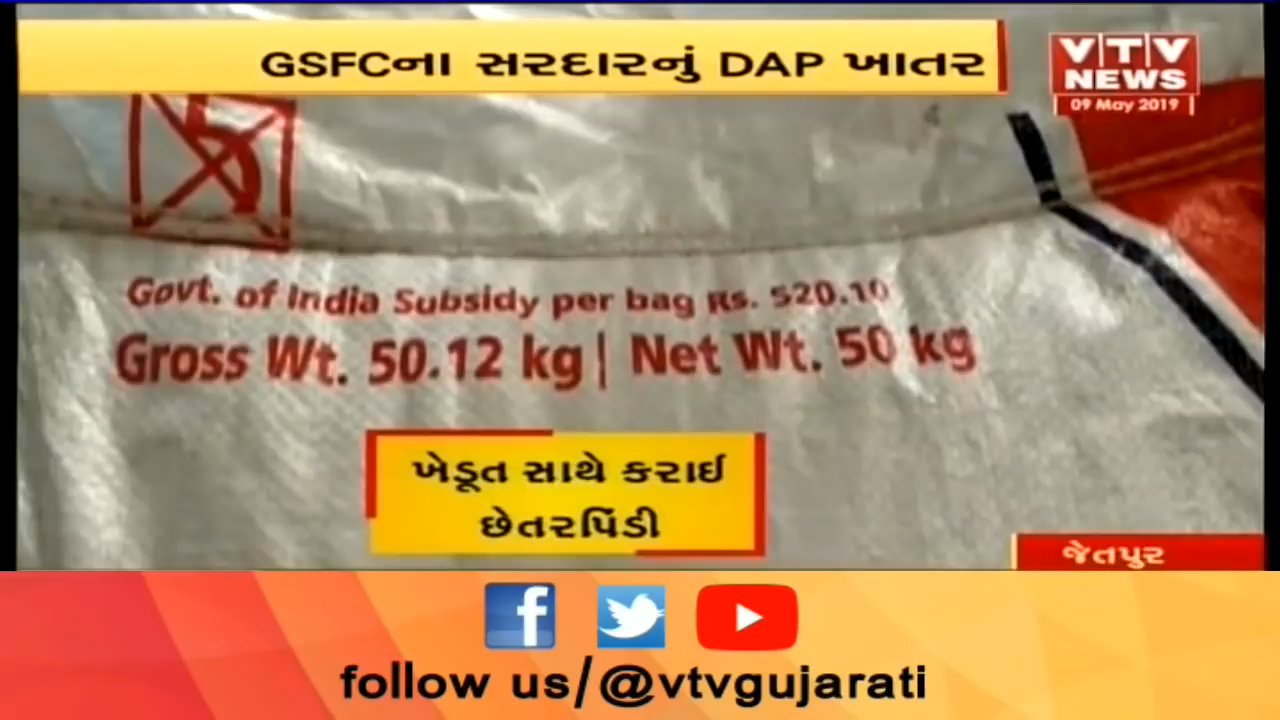 GSFCના સરદારનું DAP ખાતર
VTV
NEWS
09 May 2019
Govt. of India Subsidy per bag Rs. 520.10
Gross Wt. 50.12 kg | Net Wt. 50 kg
ખેડૂત સાથે કરાઈ
છેતરપિંડી
જેતપુર
follow us/@vtvgujarati